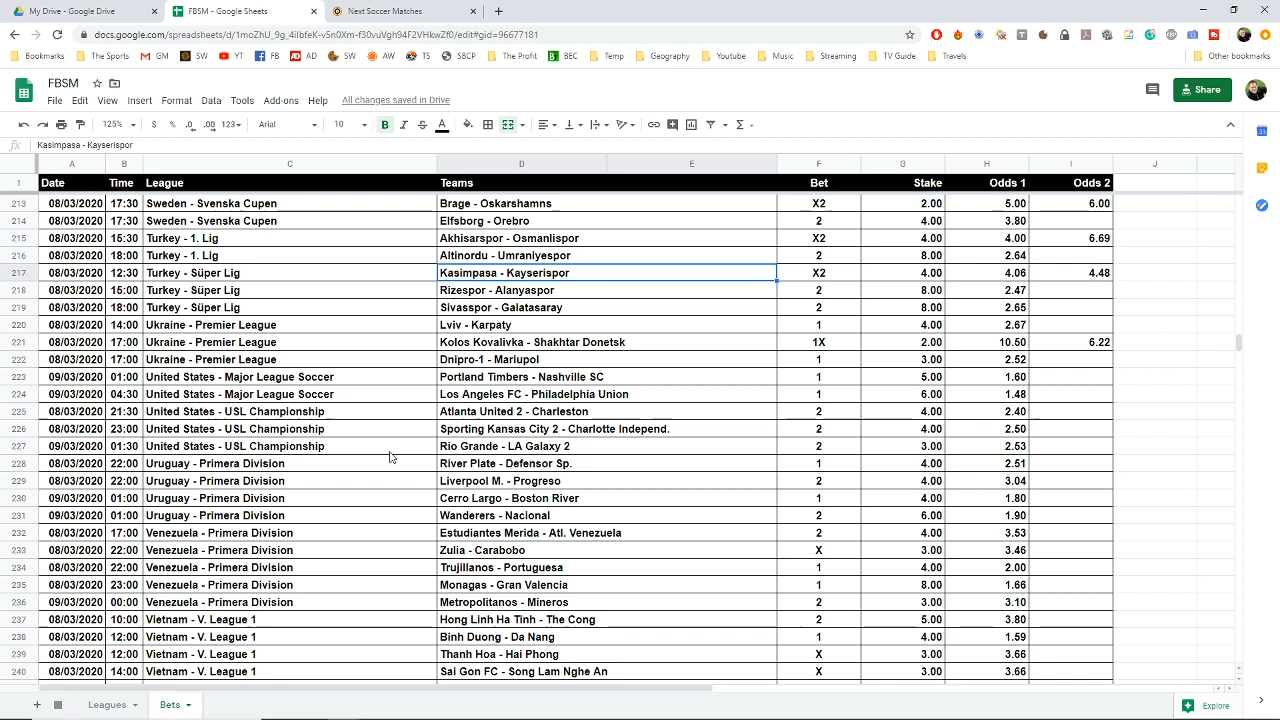 My Drive - Google Drive × FBSM - Google Sheets × Next Soccer Matches × +
docs.google.com/spreadsheets/d/1moZhU_9g_4iIbfeK-v5n0Xm-f30vuVgh94F2VHkwZf0/edit#gid=96677181
Bookmarks The Sports GM SW YT FB AD SW AW TS SBCP The Profit BEC Temp Geography Youtube Music Streaming TV Guide Travels Other bookmarks
FBSM
File Edit View Insert Format Data Tools Add-ons Help All changes saved in Drive
Share
125% $ % .0 .00 123 Arial 10 B I S A
fx Kasimpasa - Kayserispor
A B C D E F G H I J
1 Date Time League Teams Bet Stake Odds 1 Odds 2
213 08/03/2020 17:30 Sweden - Svenska Cupen Brage - Oskarshamns X2 2.00 5.00 6.00
214 08/03/2020 17:30 Sweden - Svenska Cupen Elfsborg - Orebro 2 4.00 3.80
215 08/03/2020 15:30 Turkey - 1. Lig Akhisarspor - Osmanlispor X2 4.00 4.00 6.69
216 08/03/2020 18:00 Turkey - 1. Lig Altinordu - Umraniyespor 2 8.00 2.64
217 08/03/2020 12:30 Turkey - Süper Lig Kasimpasa - Kayserispor X2 4.00 4.06 4.48
218 08/03/2020 15:00 Turkey - Süper Lig Rizespor - Alanyaspor 2 8.00 2.47
219 08/03/2020 18:00 Turkey - Süper Lig Sivasspor - Galatasaray 2 8.00 2.65
220 08/03/2020 14:00 Ukraine - Premier League Lviv - Karpaty 1 4.00 2.67
221 08/03/2020 17:00 Ukraine - Premier League Kolos Kovalivka - Shakhtar Donetsk 1X 2.00 10.50 6.22
222 08/03/2020 17:00 Ukraine - Premier League Dnipro-1 - Mariupol 1 3.00 2.52
223 09/03/2020 01:00 United States - Major League Soccer Portland Timbers - Nashville SC 1 5.00 1.60
224 09/03/2020 04:30 United States - Major League Soccer Los Angeles FC - Philadelphia Union 1 6.00 1.48
225 08/03/2020 21:30 United States - USL Championship Atlanta United 2 - Charleston 2 4.00 2.40
226 08/03/2020 23:00 United States - USL Championship Sporting Kansas City 2 - Charlotte Independ. 2 4.00 2.50
227 09/03/2020 01:30 United States - USL Championship Rio Grande - LA Galaxy 2 2 3.00 2.53
228 08/03/2020 22:00 Uruguay - Primera Division River Plate - Defensor Sp. 1 4.00 2.51
229 08/03/2020 22:00 Uruguay - Primera Division Liverpool M. - Progreso 2 4.00 3.04
230 09/03/2020 01:00 Uruguay - Primera Division Cerro Largo - Boston River 1 4.00 1.80
231 09/03/2020 01:00 Uruguay - Primera Division Wanderers - Nacional 2 6.00 1.90
232 08/03/2020 17:00 Venezuela - Primera Division Estudiantes Merida - Atl. Venezuela 2 4.00 3.53
233 08/03/2020 22:00 Venezuela - Primera Division Zulia - Carabobo X 3.00 3.46
234 08/03/2020 22:00 Venezuela - Primera Division Trujillanos - Portuguesa 1 4.00 2.00
235 08/03/2020 23:00 Venezuela - Primera Division Monagas - Gran Valencia 1 8.00 1.66
236 09/03/2020 00:00 Venezuela - Primera Division Metropolitanos - Mineros 2 3.00 3.10
237 08/03/2020 10:00 Vietnam - V. League 1 Hong Linh Ha Tinh - The Cong 2 5.00 3.80
238 08/03/2020 12:00 Vietnam - V. League 1 Binh Duong - Da Nang 1 4.00 1.59
239 08/03/2020 12:00 Vietnam - V. League 1 Thanh Hoa - Hai Phong X 3.00 3.66
240 08/03/2020 14:00 Vietnam - V. League 1 Sai Gon FC - Song Lam Nghe An X 3.00 3.66
+ Leagues Bets Explore